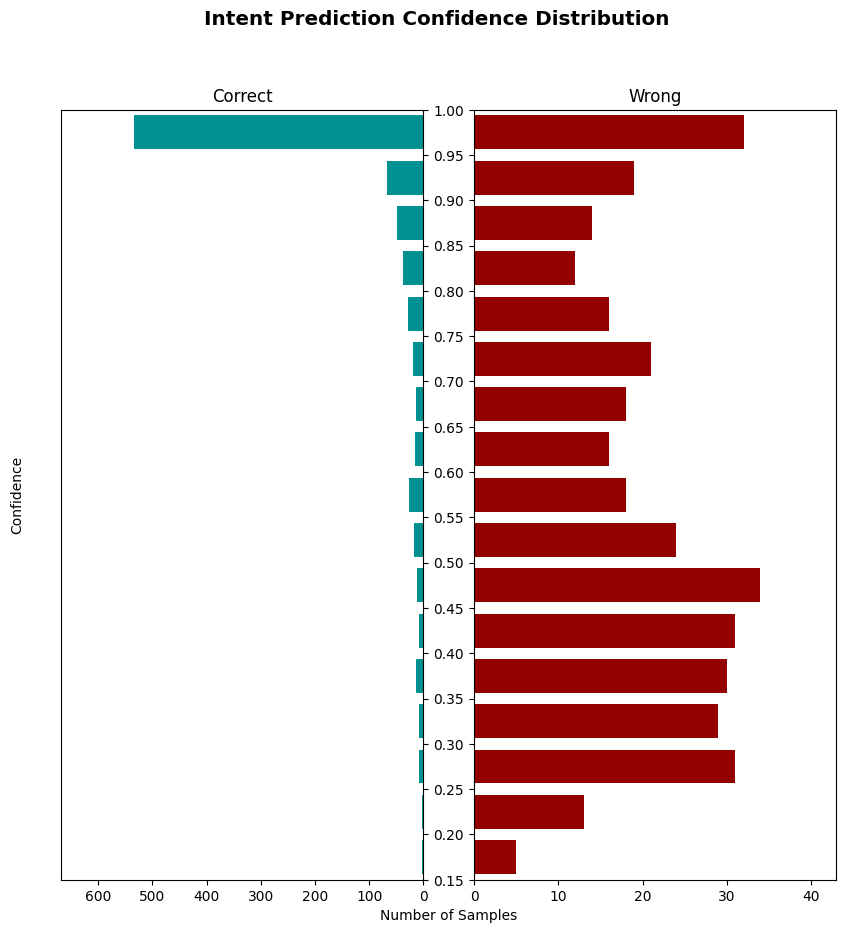 Intent Prediction Confidence Distribution
Correct
Wrong
Confidence
1.00
0.95
0.90
0.85
0.80
0.75
0.70
0.65
0.60
0.55
0.50
0.45
0.40
0.35
0.30
0.25
0.20
0.15
600 500 400 300 200 100 0
0 10 20 30 40
Number of Samples